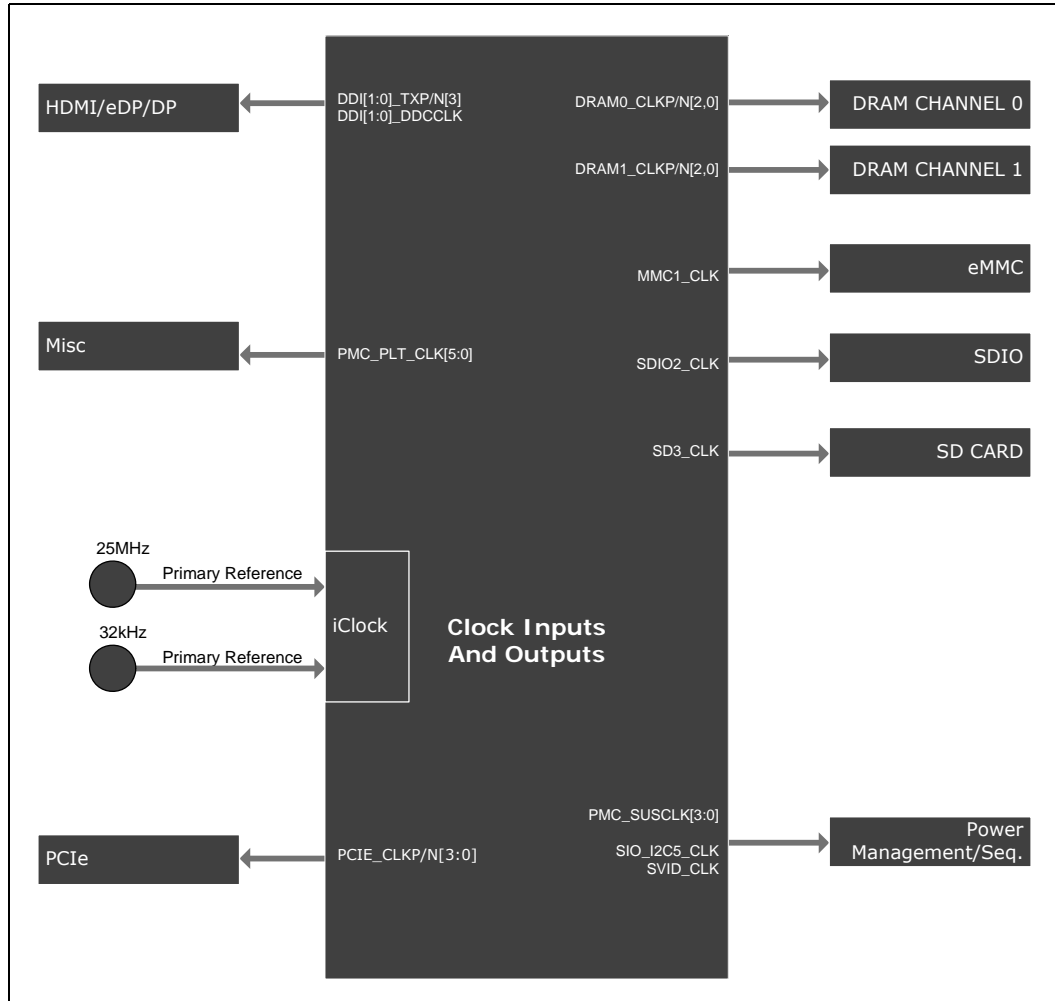 HDMI/eDP/DP
DDI[1:0]_TXP/N[3]
DDI[1:0]_DDCCLK
DRAM0_CLKP/N[2,0]
DRAM CHANNEL 0
DRAM1_CLKP/N[2,0]
DRAM CHANNEL 1
MMC1_CLK
eMMC
Misc
PMC_PLT_CLK[5:0]
SDIO2_CLK
SDIO
SD3_CLK
SD CARD
25MHz
Primary Reference
32kHz
Primary Reference
iClock
Clock Inputs
And Outputs
PCIe
PCIE_CLKP/N[3:0]
PMC_SUSCLK[3:0]
SIO_I2C5_CLK
SVID_CLK
Power
Management/Seq.